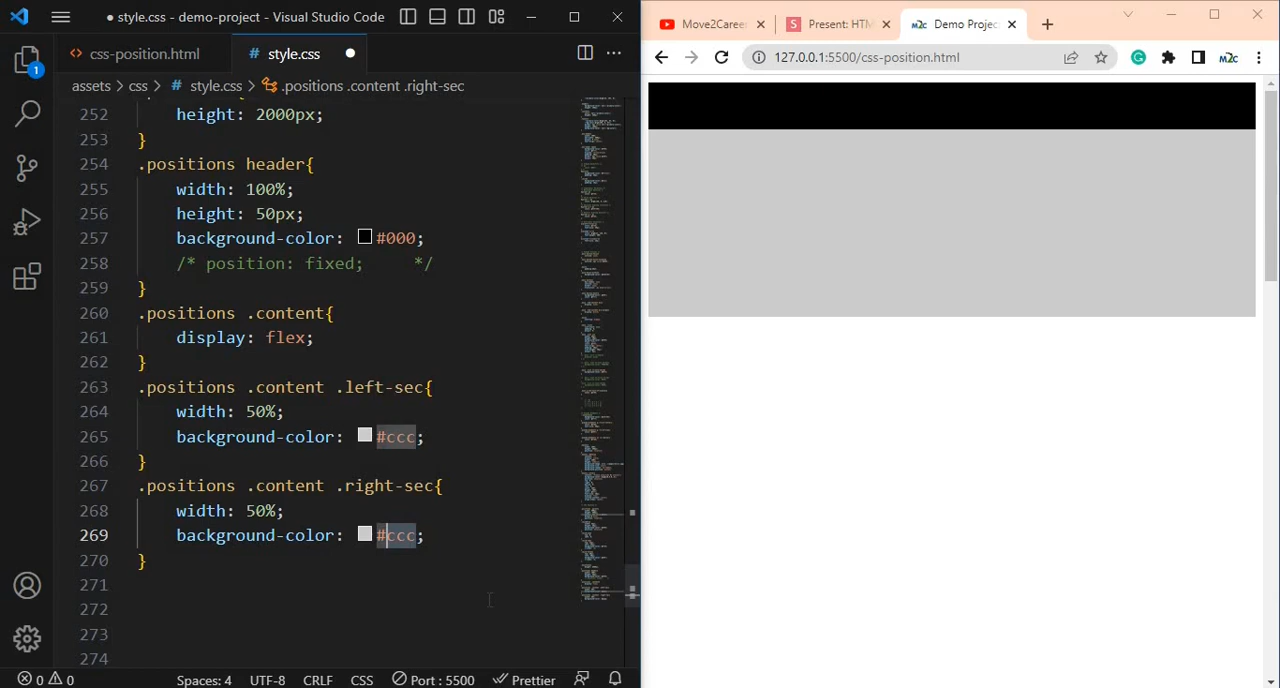 ● style.css - demo-project - Visual Studio Code
css-position.html
# style.css ●
assets > css > # style.css > .positions .content .right-sec
252 height: 2000px;
253 }
254 .positions header{
255 width: 100%;
256 height: 50px;
257 background-color: #000;
258 /* position: fixed; */
259 }
260 .positions .content{
261 display: flex;
262 }
263 .positions .content .left-sec{
264 width: 50%;
265 background-color: #ccc;
266 }
267 .positions .content .right-sec{
268 width: 50%;
269 background-color: #ccc;
270 }
271
272
273
274
1
0 0 Spaces: 4 UTF-8 CRLF CSS Port : 5500 Prettier
Move2Caree
Present: HTM
Demo Projec
127.0.0.1:5500/css-position.html
m2c